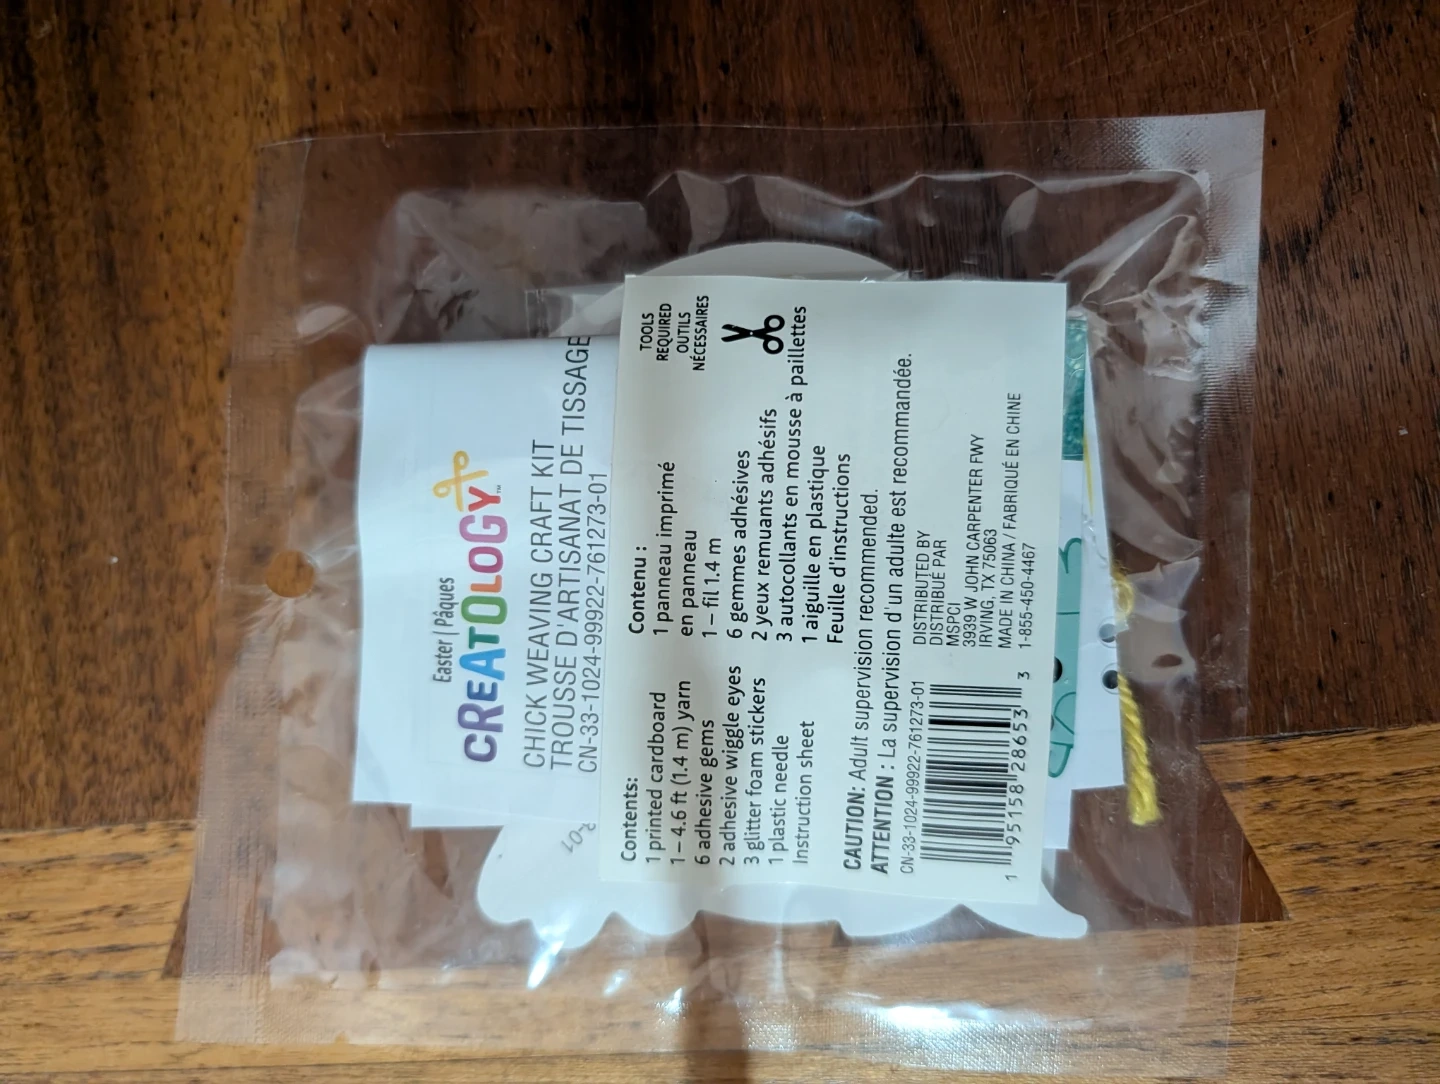 Easter | Pâques
CREATOLOGY™
CHICK WEAVING CRAFT KIT
TROUSSE D'ARTISANAT DE TISSAGE
CN-33-1024-99922-761273-01
Contents:
1 printed cardboard
1 – 4.6 ft (1.4 m) yarn
6 adhesive gems
2 adhesive wiggle eyes
3 glitter foam stickers
1 plastic needle
Instruction sheet
Contenu :
1 panneau imprimé
en panneau
1 – fil 1.4 m
6 gemmes adhésives
2 yeux remuants adhésifs
3 autocollants en mousse à paillettes
1 aiguille en plastique
Feuille d'instructions
TOOLS
REQUIRED
OUTILS
NÉCESSAIRES
CAUTION: Adult supervision recommended.
ATTENTION : La supervision d'un adulte est recommandée.
CN-33-1024-99922-761273-01
1 95158 28653 3
DISTRIBUTED BY
DISTRIBUÉ PAR
MSPCI
3939 W JOHN CARPENTER FWY
IRVING, TX 75063
MADE IN CHINA / FABRIQUÉ EN CHINE
1-855-450-4467